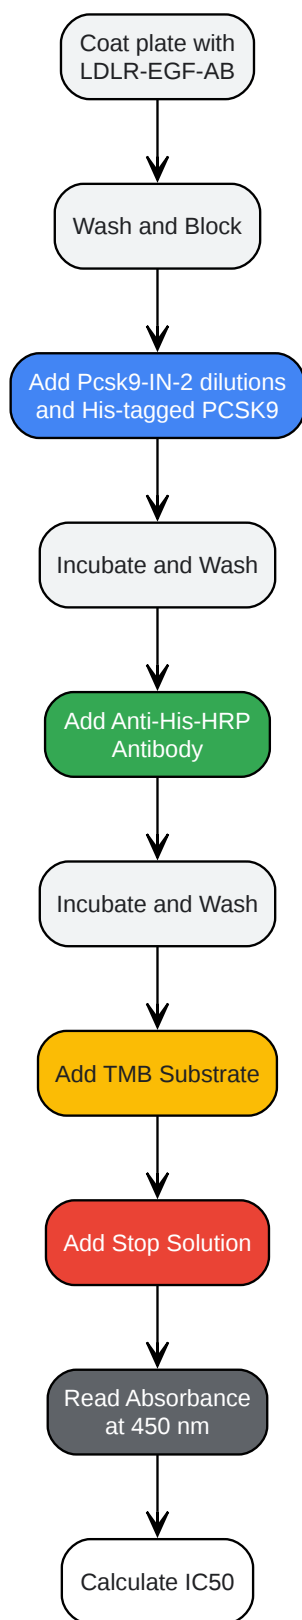 Coat plate with
LDLR-EGF-AB
Wash and Block
Add Pcsk9-IN-2 dilutions
and His-tagged PCSK9
Incubate and Wash
Add Anti-His-HRP
Antibody
Incubate and Wash
Add TMB Substrate
Add Stop Solution
Read Absorbance
at 450 nm
Calculate IC50